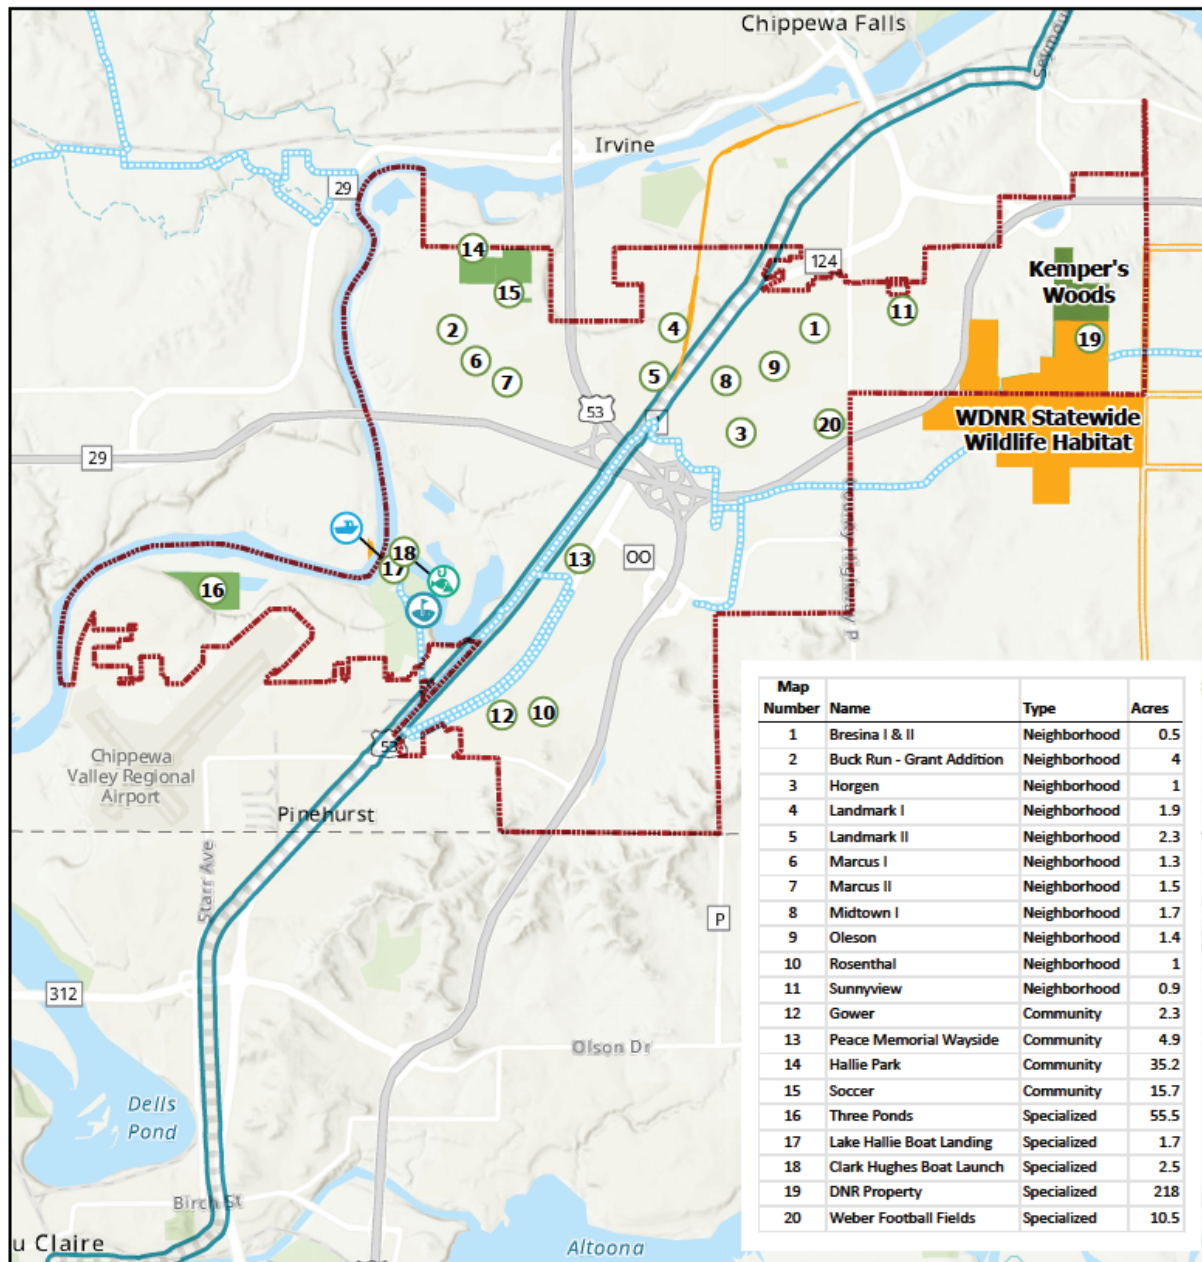 Chippewa Falls
Seymour
Irvine
29
14
124
15
Kemper's
Woods
11
2
4
1
19
6
9
5
7
8
53
WDNR Statewide
Wildlife Habitat
20
3
29
18
13
OO
17
16
12
10
53
P
Chippewa
Valley Regional
Airport
Pinehurst
Starr Ave
P
312
Olson Dr
Dells
Pond
Birch St
u Claire
Altoona
Map
Number Name Type Acres
1 Bresina I & II Neighborhood 0.5
2 Buck Run - Grant Addition Neighborhood 4
3 Horgen Neighborhood 1
4 Landmark I Neighborhood 1.9
5 Landmark II Neighborhood 2.3
6 Marcus I Neighborhood 1.3
7 Marcus II Neighborhood 1.5
8 Midtown I Neighborhood 1.7
9 Oleson Neighborhood 1.4
10 Rosenthal Neighborhood 1
11 Sunnyview Neighborhood 0.9
12 Gower Community 2.3
13 Peace Memorial Wayside Community 4.9
14 Hallie Park Community 35.2
15 Soccer Community 15.7
16 Three Ponds Specialized 55.5
17 Lake Hallie Boat Landing Specialized 1.7
18 Clark Hughes Boat Launch Specialized 2.5
19 DNR Property Specialized 218
20 Weber Football Fields Specialized 10.5